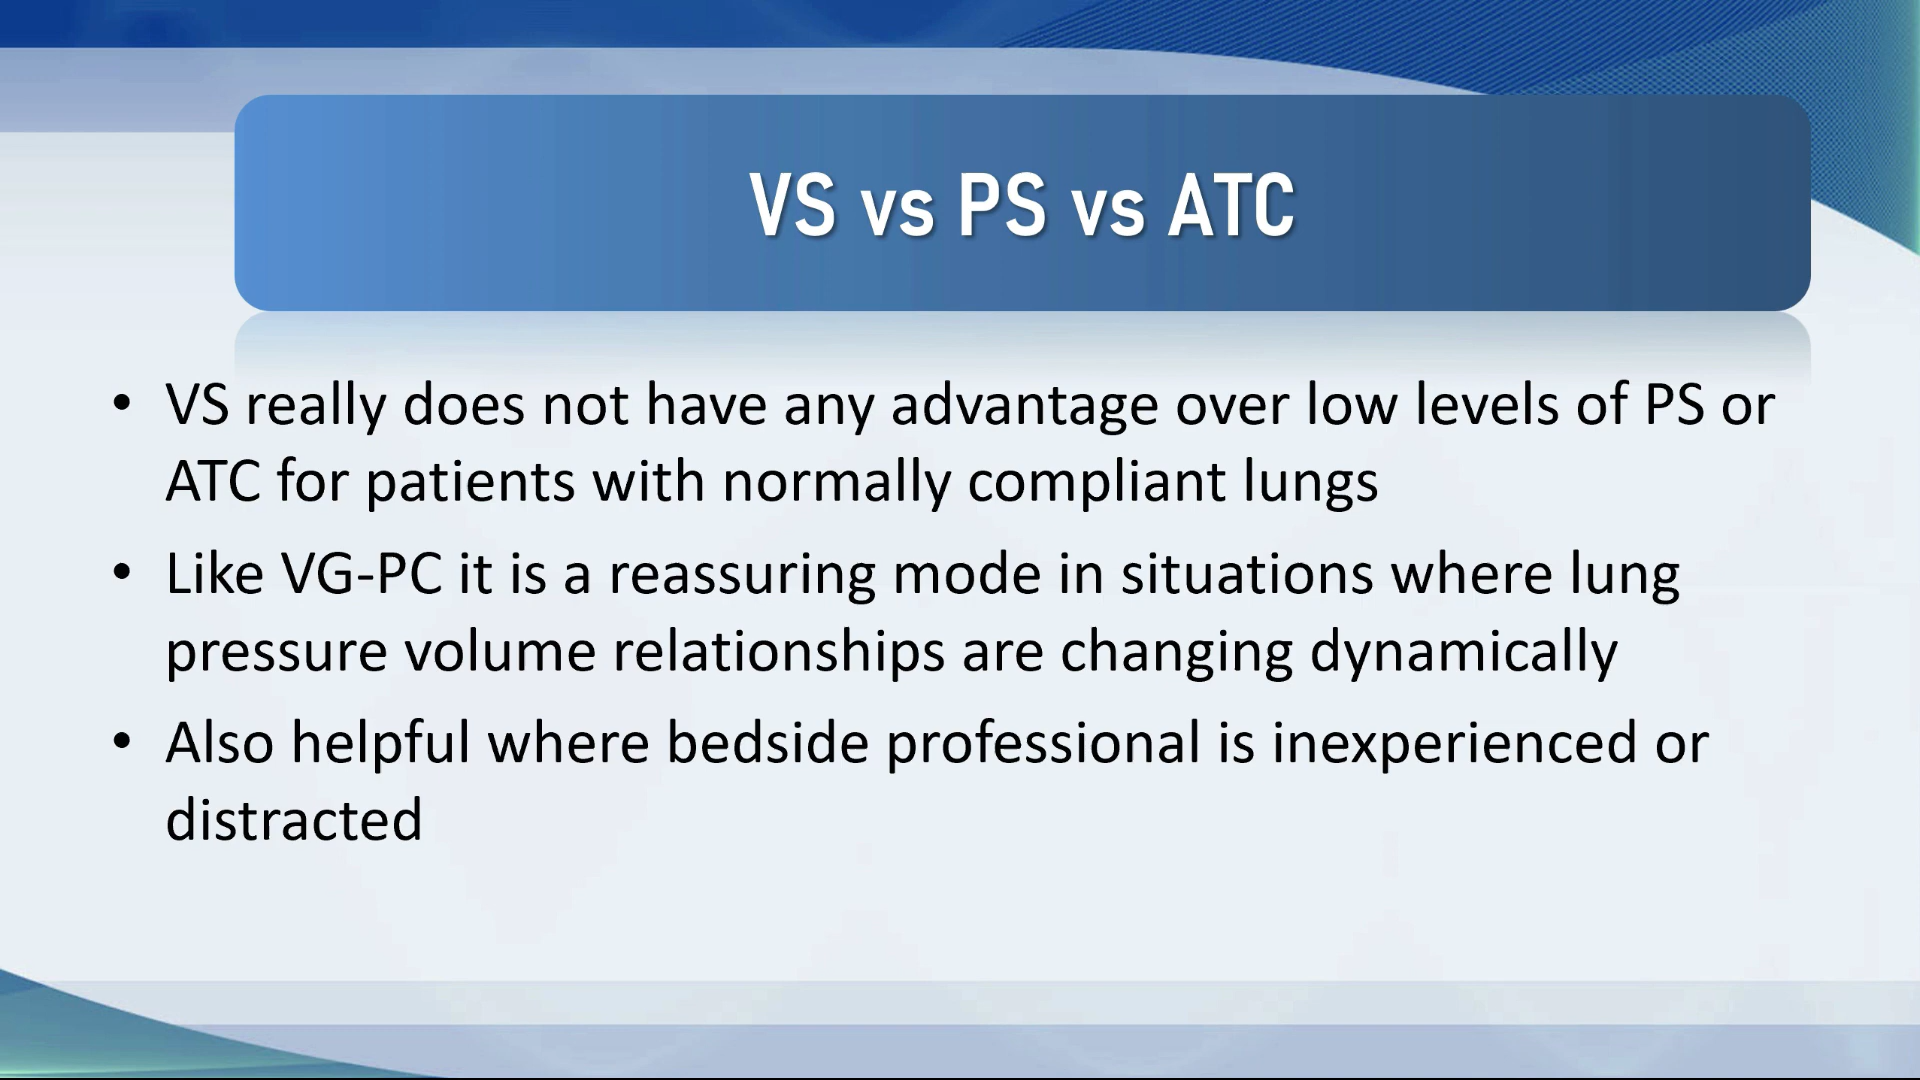 VS vs PS vs ATC
• VS really does not have any advantage over low levels of PS or
ATC for patients with normally compliant lungs
• Like VG-PC it is a reassuring mode in situations where lung
pressure volume relationships are changing dynamically
• Also helpful where bedside professional is inexperienced or
distracted